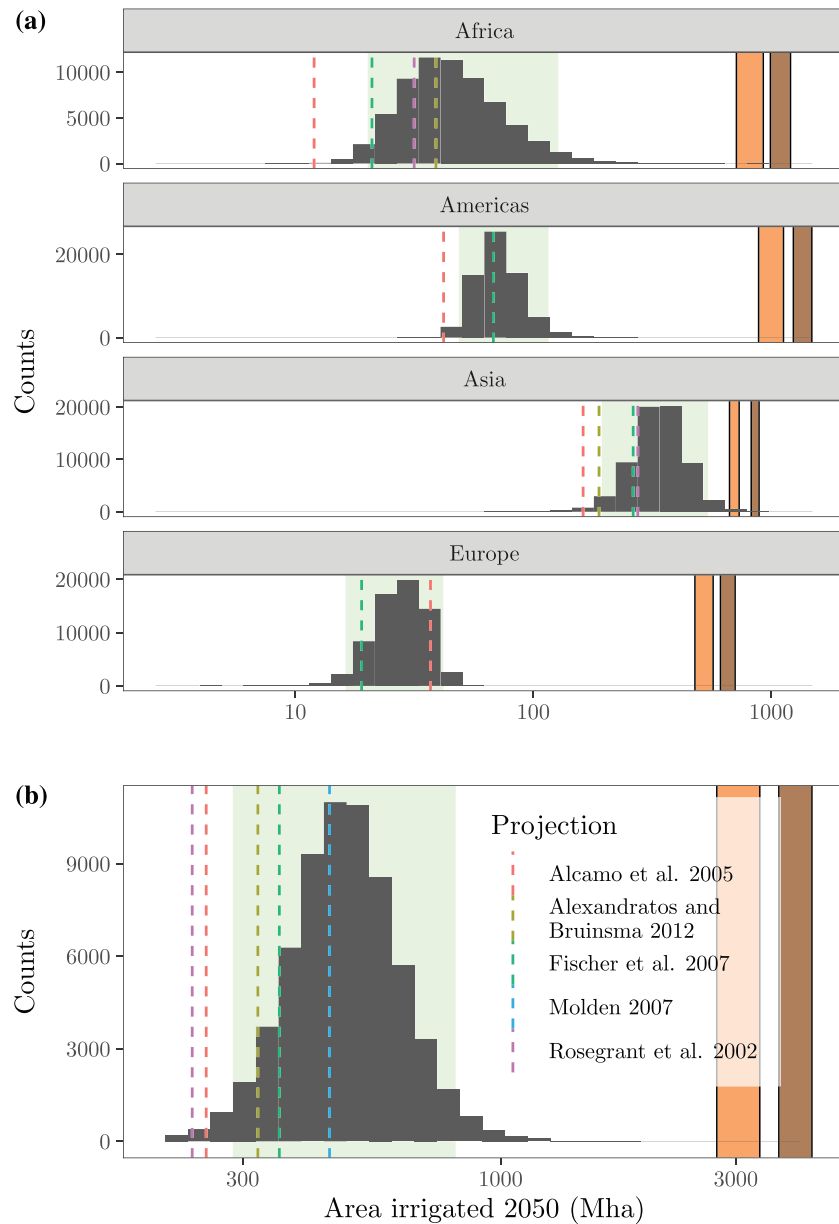 (a)
Africa
10000
5000
0
Americas
20000
0
Asia
20000
10000
0
Europe
20000
10000
0
10
100
1000
Counts
(b)
9000
6000
3000
0
Counts
Projection
Alcamo et al. 2005
Alexandratos and
Bruinsma 2012
Fischer et al. 2007
Molden 2007
Rosegrant et al. 2002
300
1000
3000
Area irrigated 2050 (Mha)